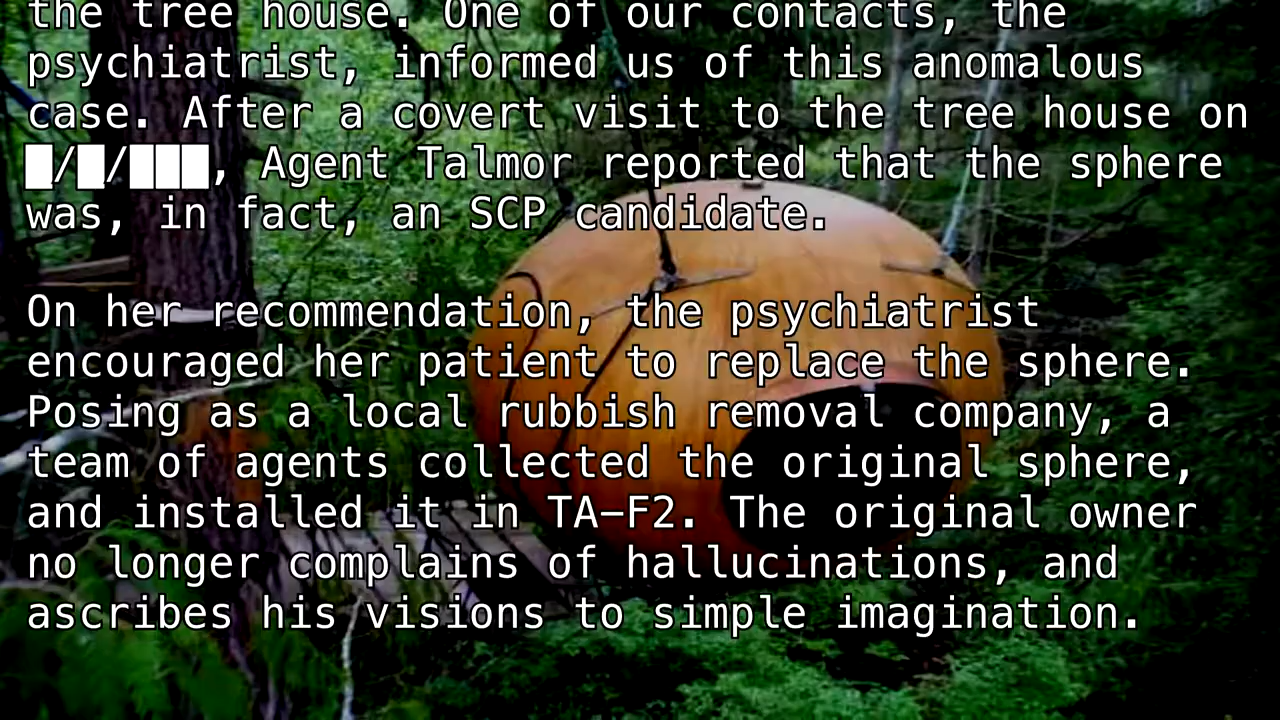 the tree house. One of our contacts, the
psychiatrist, informed us of this anomalous
case. After a covert visit to the tree house on
█/█/███, Agent Talmor reported that the sphere
was, in fact, an SCP candidate.
On her recommendation, the psychiatrist
encouraged her patient to replace the sphere.
Posing as a local rubbish removal company, a
team of agents collected the original sphere,
and installed it in TA-F2. The original owner
no longer complains of hallucinations, and
ascribes his visions to simple imagination.